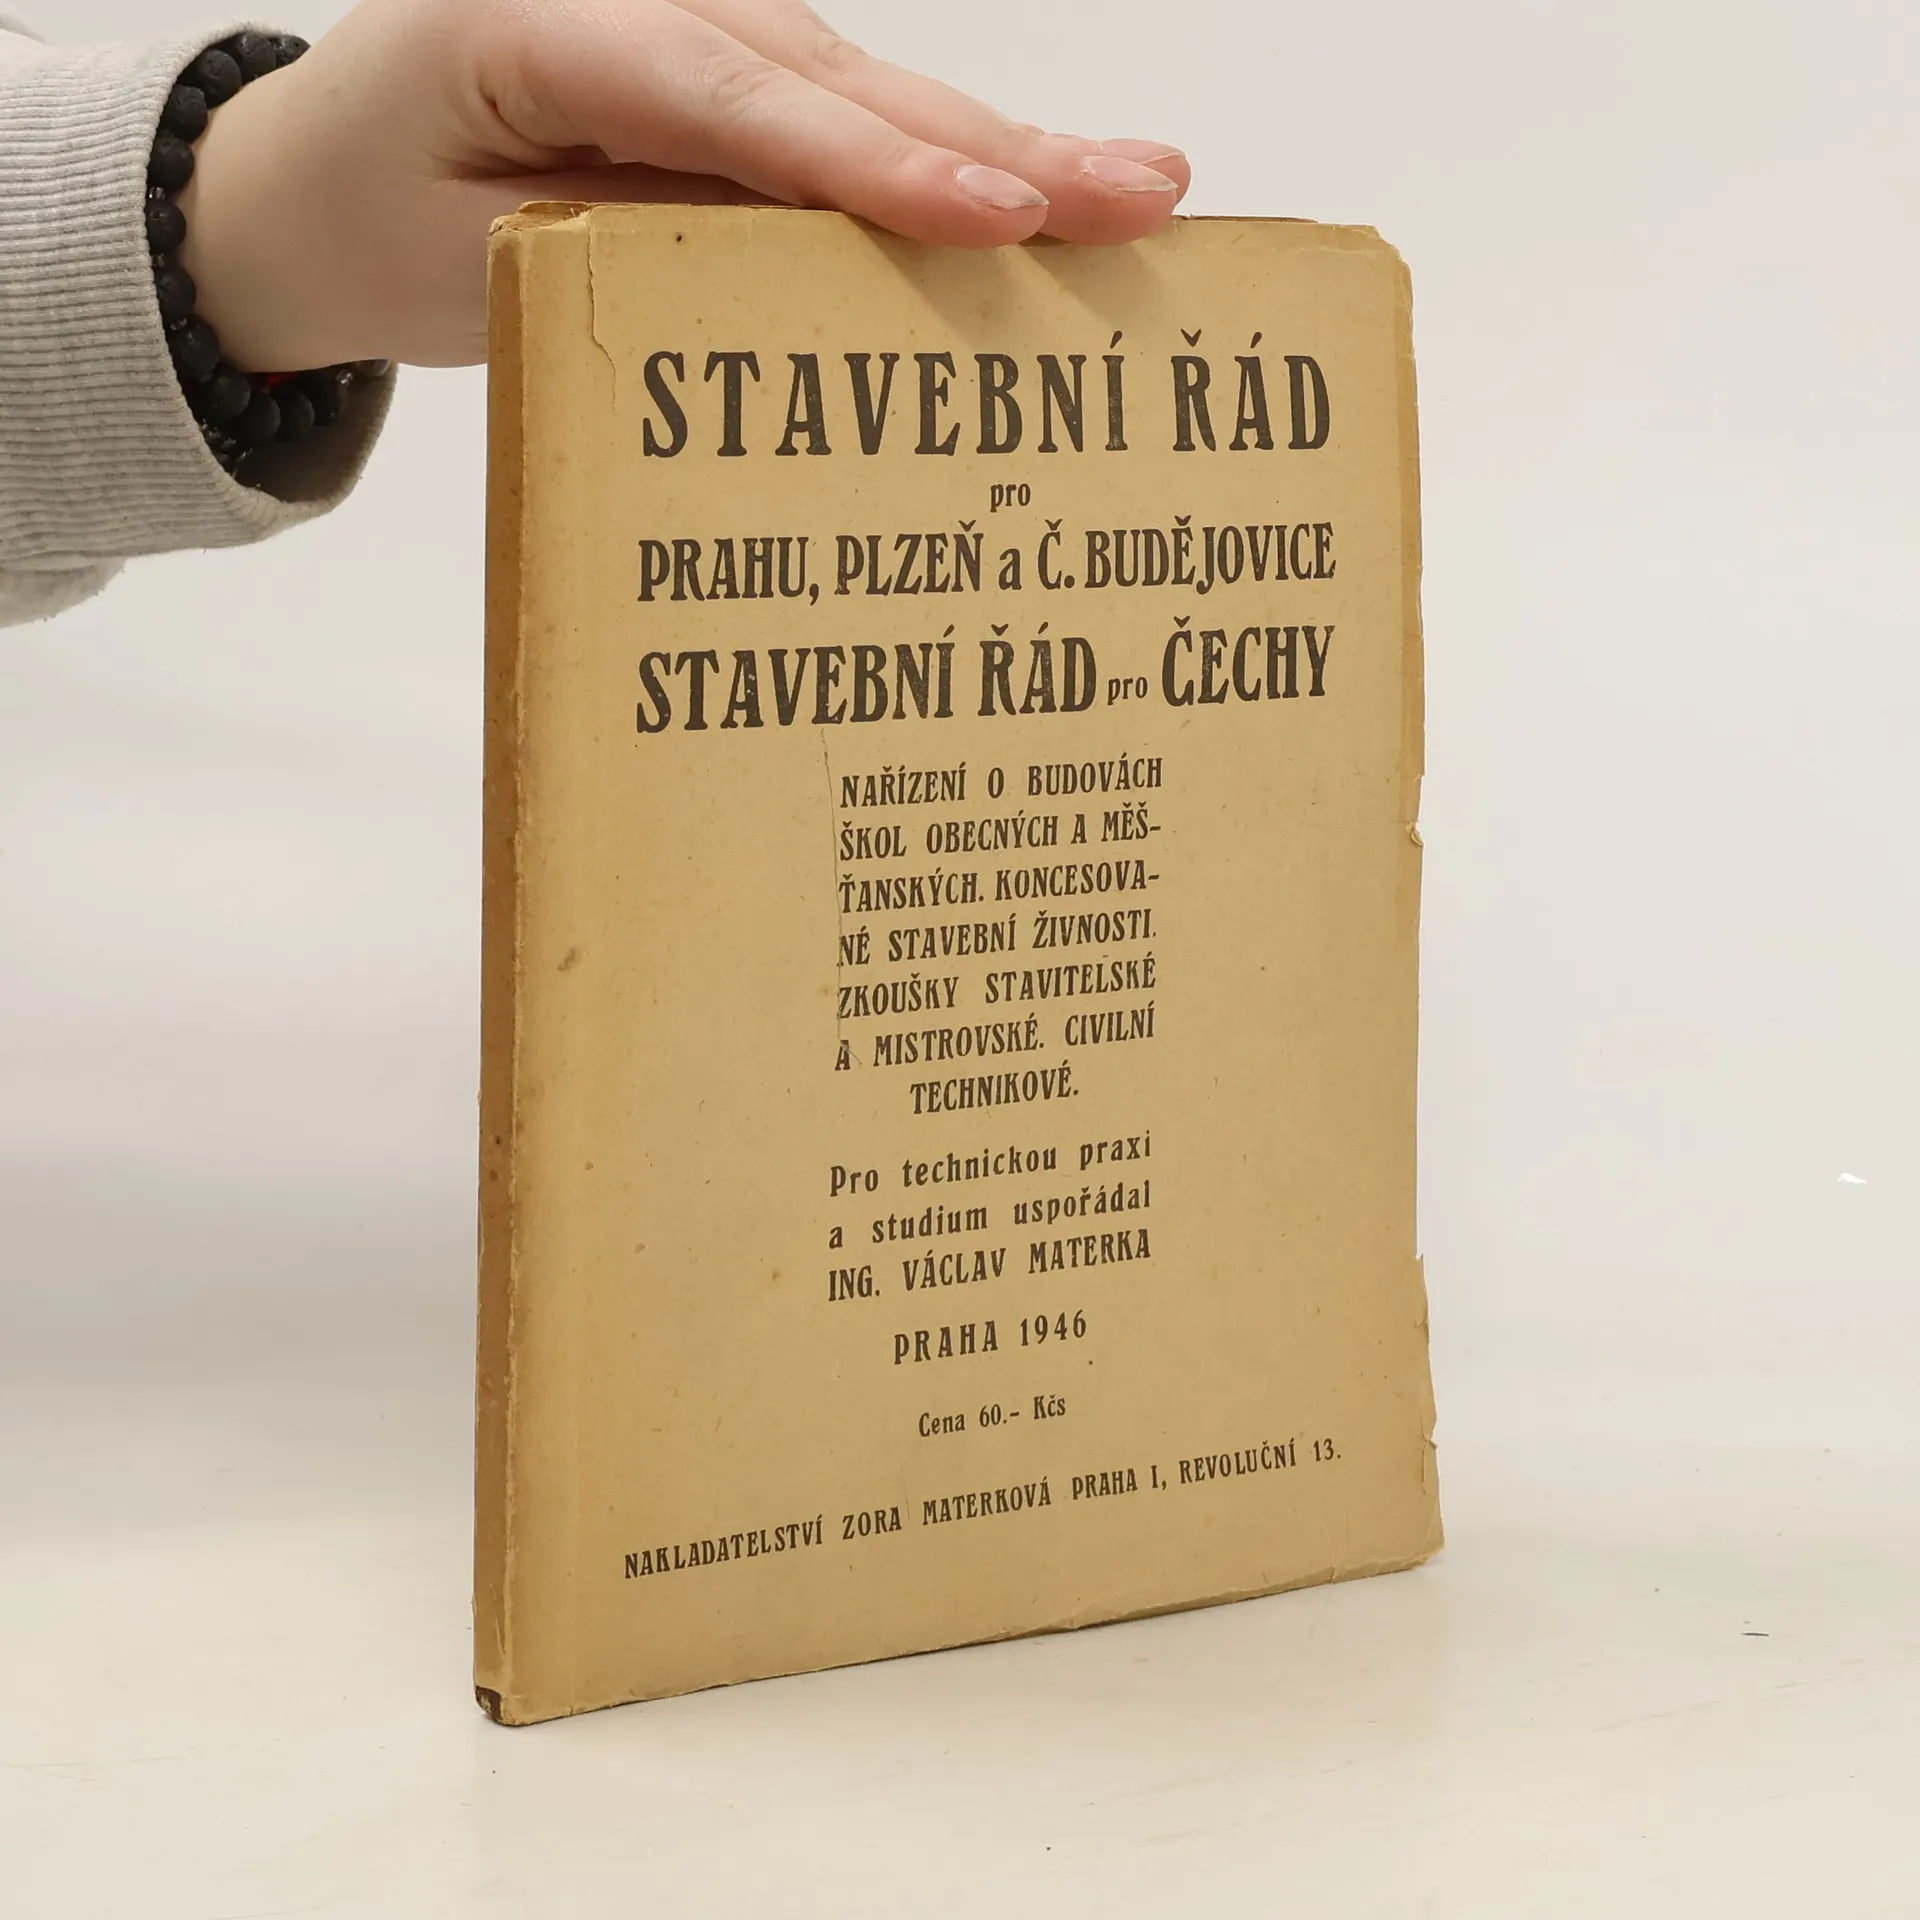 STAVEBNÍ ŘÁD
pro
PRAHU, PLZEŇ a Č. BUDĚJOVICE
STAVEBNÍ ŘÁD pro ČECHY
NAŘÍZENÍ O BUDOVÁCH
ŠKOL OBECNÝCH A MĚŠ-
ŤANSKÝCH. KONCESOVA-
NÉ STAVEBNÍ ŽIVNOSTI.
ZKOUŠKY STAVITELSKÉ
A MISTROVSKÉ. CIVILNÍ
TECHNIKOVÉ.
Pro technickou praxi
a studium uspořádal
ING. VÁCLAV MATERKA
PRAHA 1946
Cena 60.- Kčs
NAKLADATELSTVÍ ZORA MATERKOVÁ PRAHA I, REVOLUČNÍ 13.